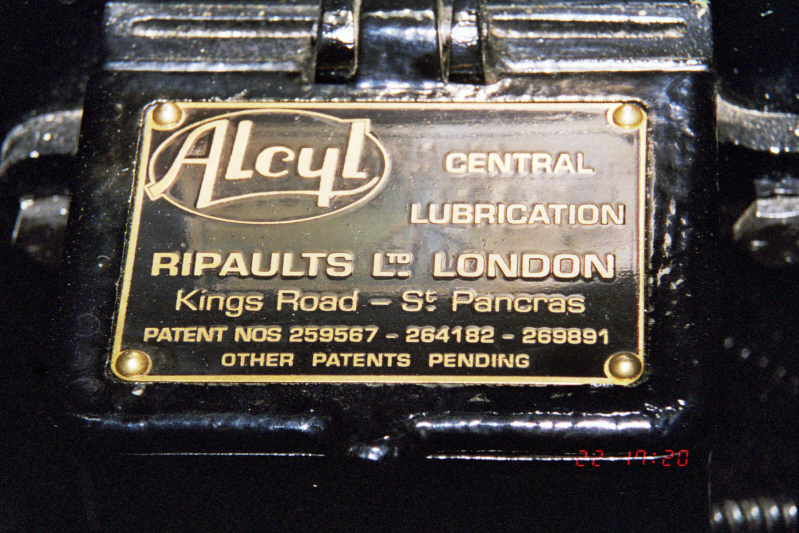 Alcyl
CENTRAL
LUBRICATION
RIPAULTS LTD LONDON
Kings Road – St Pancras
PATENT NOS 259567 - 264182 - 269891
OTHER PATENTS PENDING
22 17:20